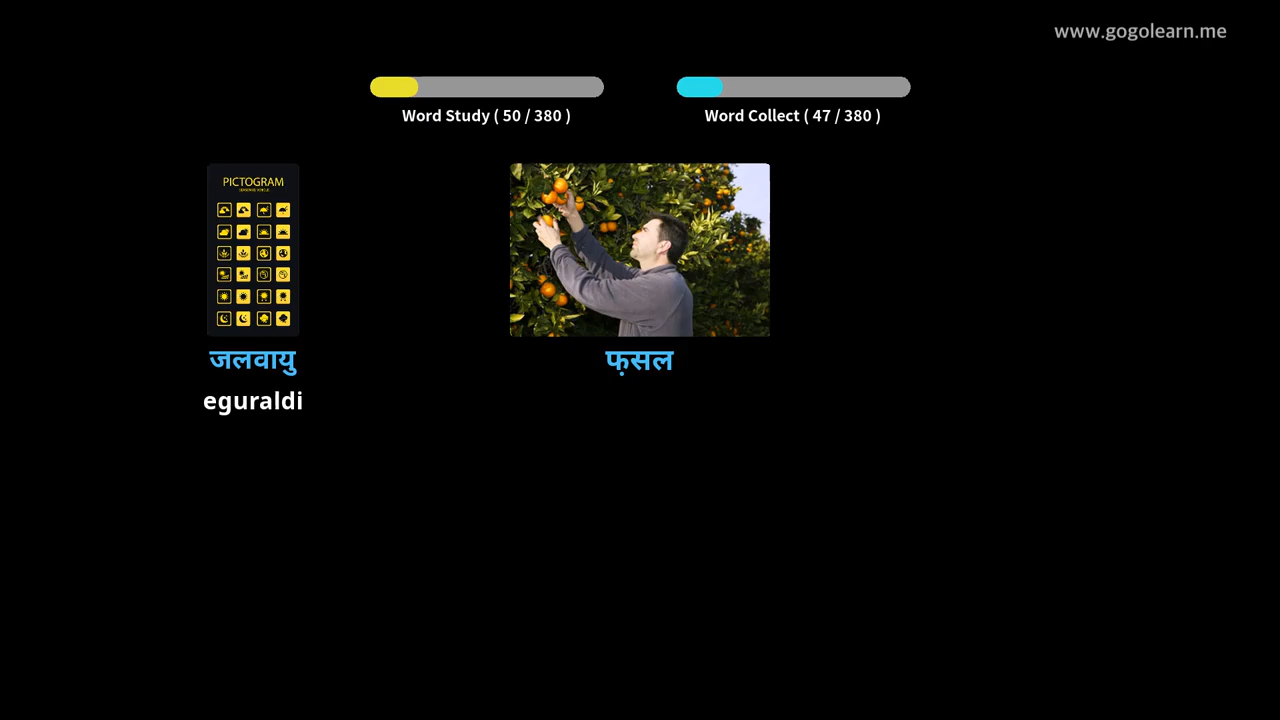 www.gogolearn.me
Word Study ( 50 / 380 )
Word Collect ( 47 / 380 )
PICTOGRAM
जलवायु
फ़सल
eguraldi